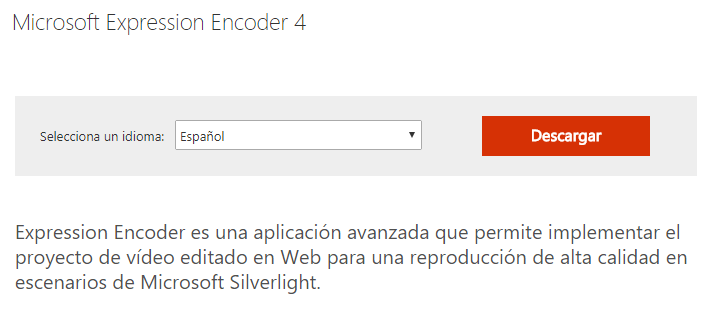 Microsoft Expression Encoder 4
Selecciona un idioma: Español Descargar
Expression Encoder es una aplicación avanzada que permite implementar el
proyecto de vídeo editado en Web para una reproducción de alta calidad en
escenarios de Microsoft Silverlight.